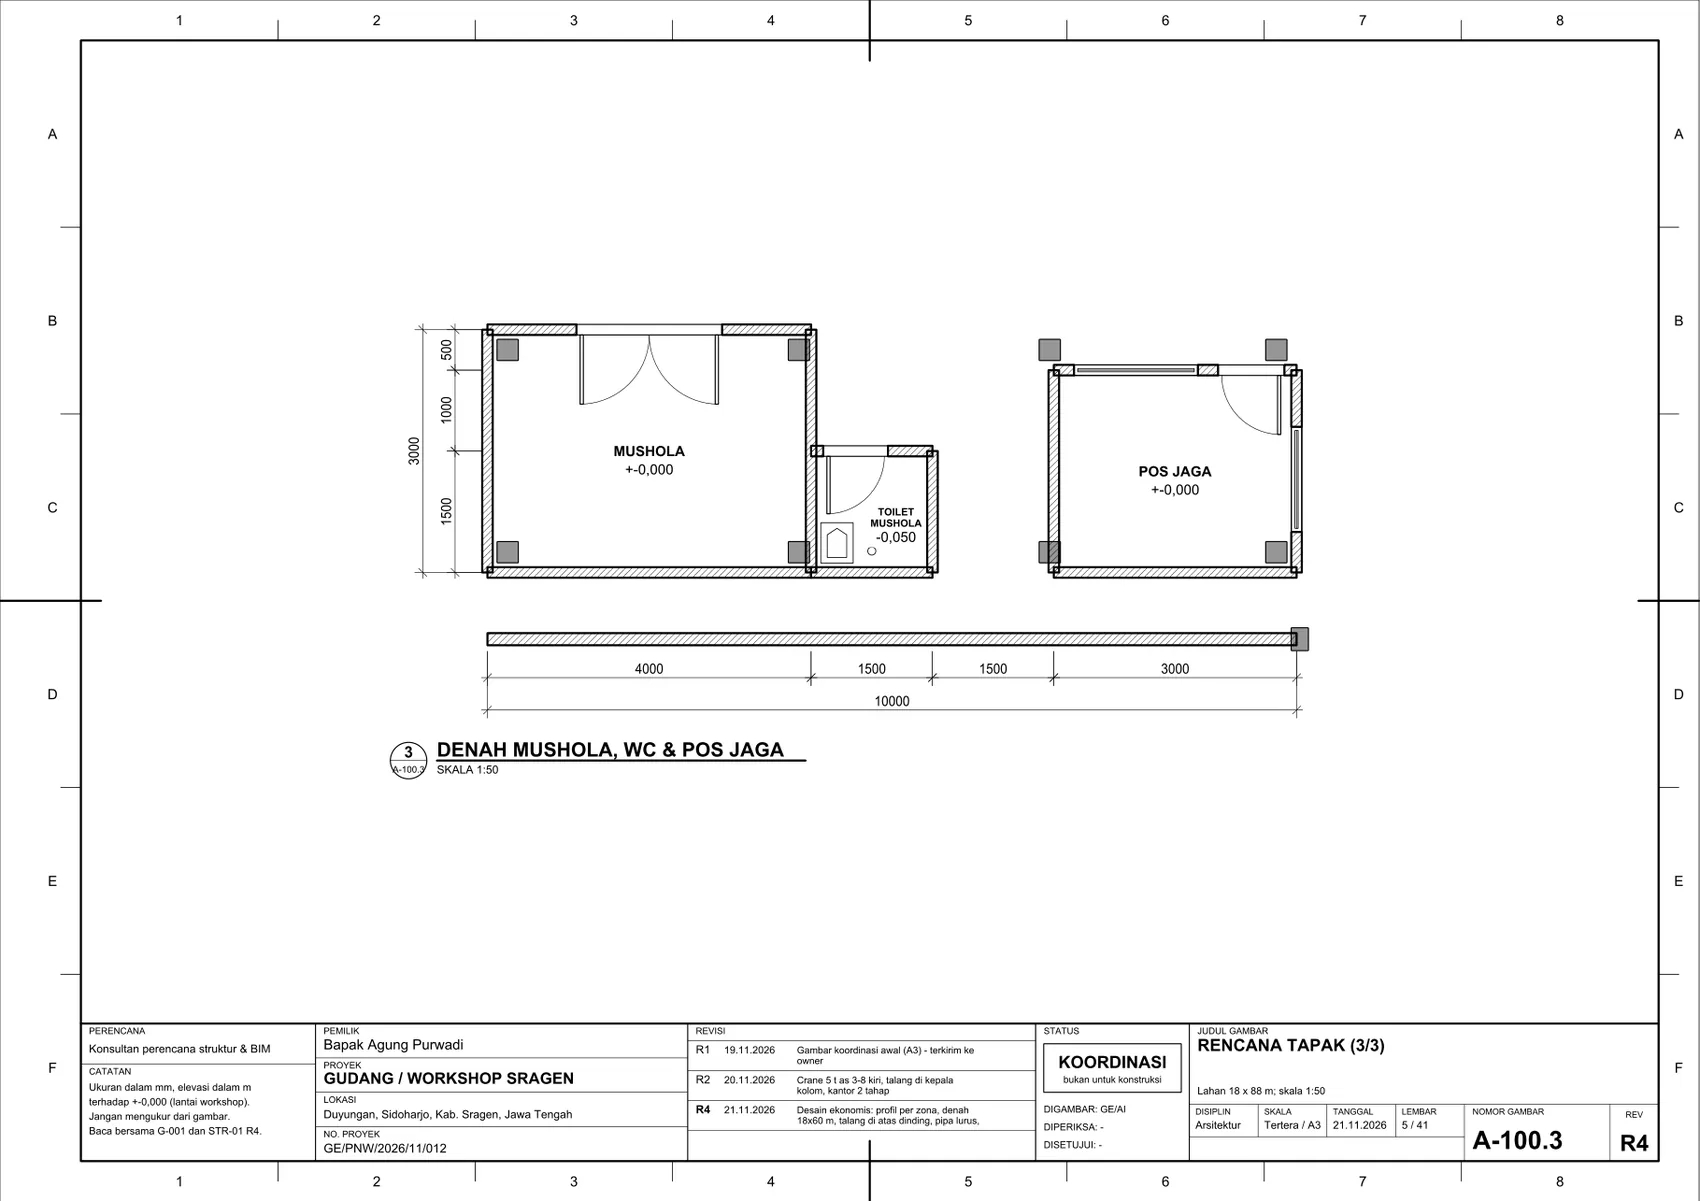 1 2 3 4 5 6 7 8
A A
B B
C C
D D
E E
F F
500
1000
3000
1500
MUSHOLA
+-0,000
TOILET
MUSHOLA
-0,050
POS JAGA
+-0,000
4000 1500 1500 3000
10000
3
A-100.3
DENAH MUSHOLA, WC & POS JAGA
SKALA 1:50
PERENCANA
Konsultan perencana struktur & BIM
CATATAN
Ukuran dalam mm, elevasi dalam m
terhadap +-0,000 (lantai workshop).
Jangan mengukur dari gambar.
Baca bersama G-001 dan STR-01 R4.
PEMILIK
Bapak Agung Purwadi
PROYEK
GUDANG / WORKSHOP SRAGEN
LOKASI
Duyungan, Sidoharjo, Kab. Sragen, Jawa Tengah
NO. PROYEK
GE/PNW/2026/11/012
REVISI
R1 19.11.2026 Gambar koordinasi awal (A3) - terkirim ke
owner
R2 20.11.2026 Crane 5 t as 3-8 kiri, talang di kepala
kolom, kantor 2 tahap
R4 21.11.2026 Desain ekonomis: profil per zona, denah
18x60 m, talang di atas dinding, pipa lurus,
STATUS
KOORDINASI
bukan untuk konstruksi
DIGAMBAR: GE/AI
DIPERIKSA: -
DISETUJUI: -
JUDUL GAMBAR
RENCANA TAPAK (3/3)
Lahan 18 x 88 m; skala 1:50
DISIPLIN SKALA TANGGAL LEMBAR NOMOR GAMBAR REV
Arsitektur Tertera / A3 21.11.2026 5 / 41 A-100.3 R4
1 2 3 4 5 6 7 8